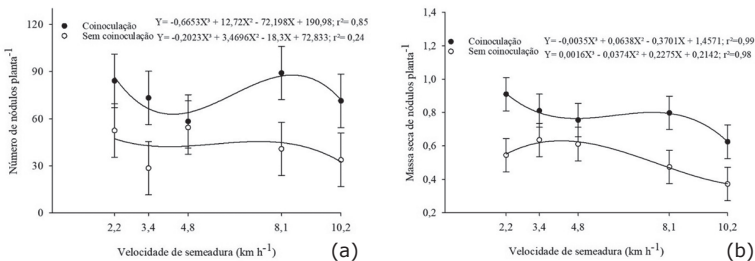 Coinoculação Y= -0,6653X³ + 12,72X² - 72,198X + 190,98; r²= 0,85
Sem coinoculação Y= -0,2023X³ + 3,4696X² - 18,3X + 72,833; r²= 0,24
Número de nódulos planta⁻¹
120
90
60
30
0
2,2 3,4 4,8 8,1 10,2
Velocidade de semeadura (km h⁻¹)
(a)
Coinoculação Y= -0,0035X³ + 0,0638X² - 0,3701X + 1,4571; r²=0,99
Sem coinoculação Y= 0,0016X³ - 0,0374X² + 0,2275X + 0,2142; r²=0,98
Massa seca de nódulos planta⁻¹
1,4
1,2
1,0
0,8
0,6
0,4
0,2
2,2 3,4 4,8 8,1 10,2
Velocidade de semeadura (km h⁻¹)
(b)